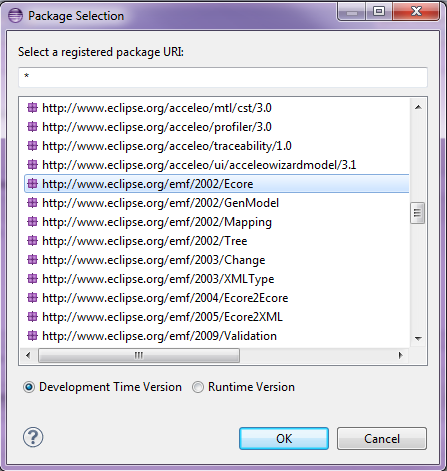 Package Selection
Select a registered package URI:
*
http://www.eclipse.org/acceleo/mtl/cst/3.0
http://www.eclipse.org/acceleo/profiler/3.0
http://www.eclipse.org/acceleo/traceability/1.0
http://www.eclipse.org/acceleo/ui/acceleowizardmodel/3.1
http://www.eclipse.org/emf/2002/Ecore
http://www.eclipse.org/emf/2002/GenModel
http://www.eclipse.org/emf/2002/Mapping
http://www.eclipse.org/emf/2002/Tree
http://www.eclipse.org/emf/2003/Change
http://www.eclipse.org/emf/2003/XMLType
http://www.eclipse.org/emf/2004/Ecore2Ecore
http://www.eclipse.org/emf/2005/Ecore2XML
http://www.eclipse.org/emf/2009/Validation
Development Time Version Runtime Version
? OK Cancel